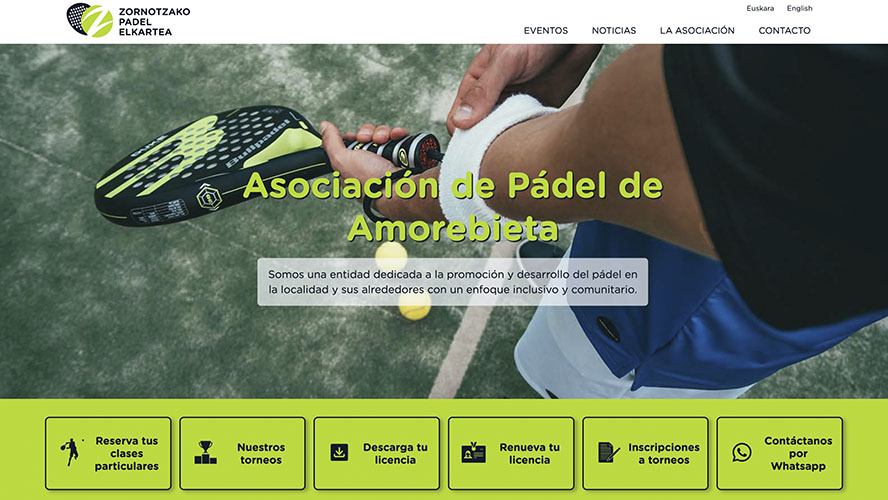 ZORNOTZAKO
PADEL
ELKARTEA
Euskara English
EVENTOS NOTICIAS LA ASOCIACIÓN CONTACTO
Bullpadel
Asociación de Pádel de
Amorebieta
Somos una entidad dedicada a la promoción y desarrollo del pádel en
la localidad y sus alrededores con un enfoque inclusivo y comunitario.
Reserva tus
clases
particulares
Nuestros
torneos
Descarga tu
licencia
Renueva tu
licencia
Inscripciones
a torneos
Contáctanos
por
Whatsapp